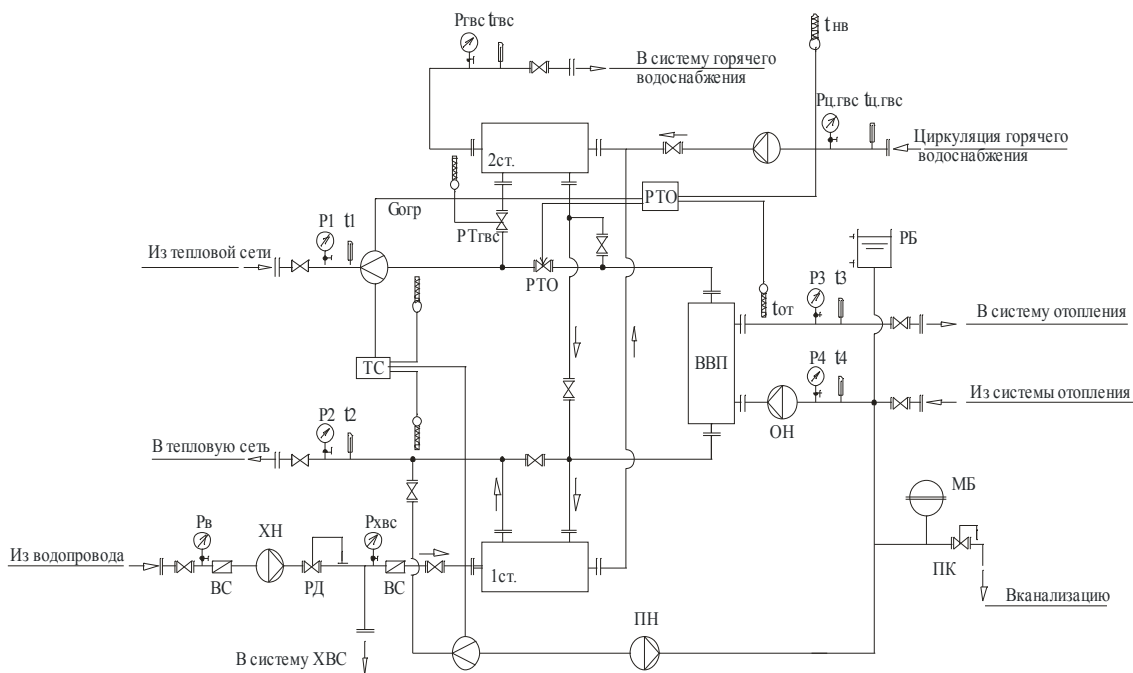 Pгвс tгвс
tнв
В систему горячего
водоснабжения
Pц.гвс tц.гвс
Циркуляция горячего
водоснабжения
2ст.
РТО
Gогр
РТгвс
P1 t1
Из тепловой сети
РТО
РБ
tот
P3 t3
В систему отопления
ТС
ВВП
P4 t4
Из системы отопления
ОН
P2 t2
В тепловую сеть
МБ
Рв
ХН
Рхвс
Из водопровода
ВС
РД
ВС
1ст.
ПК
Вканализацию
ПН
В систему ХВС